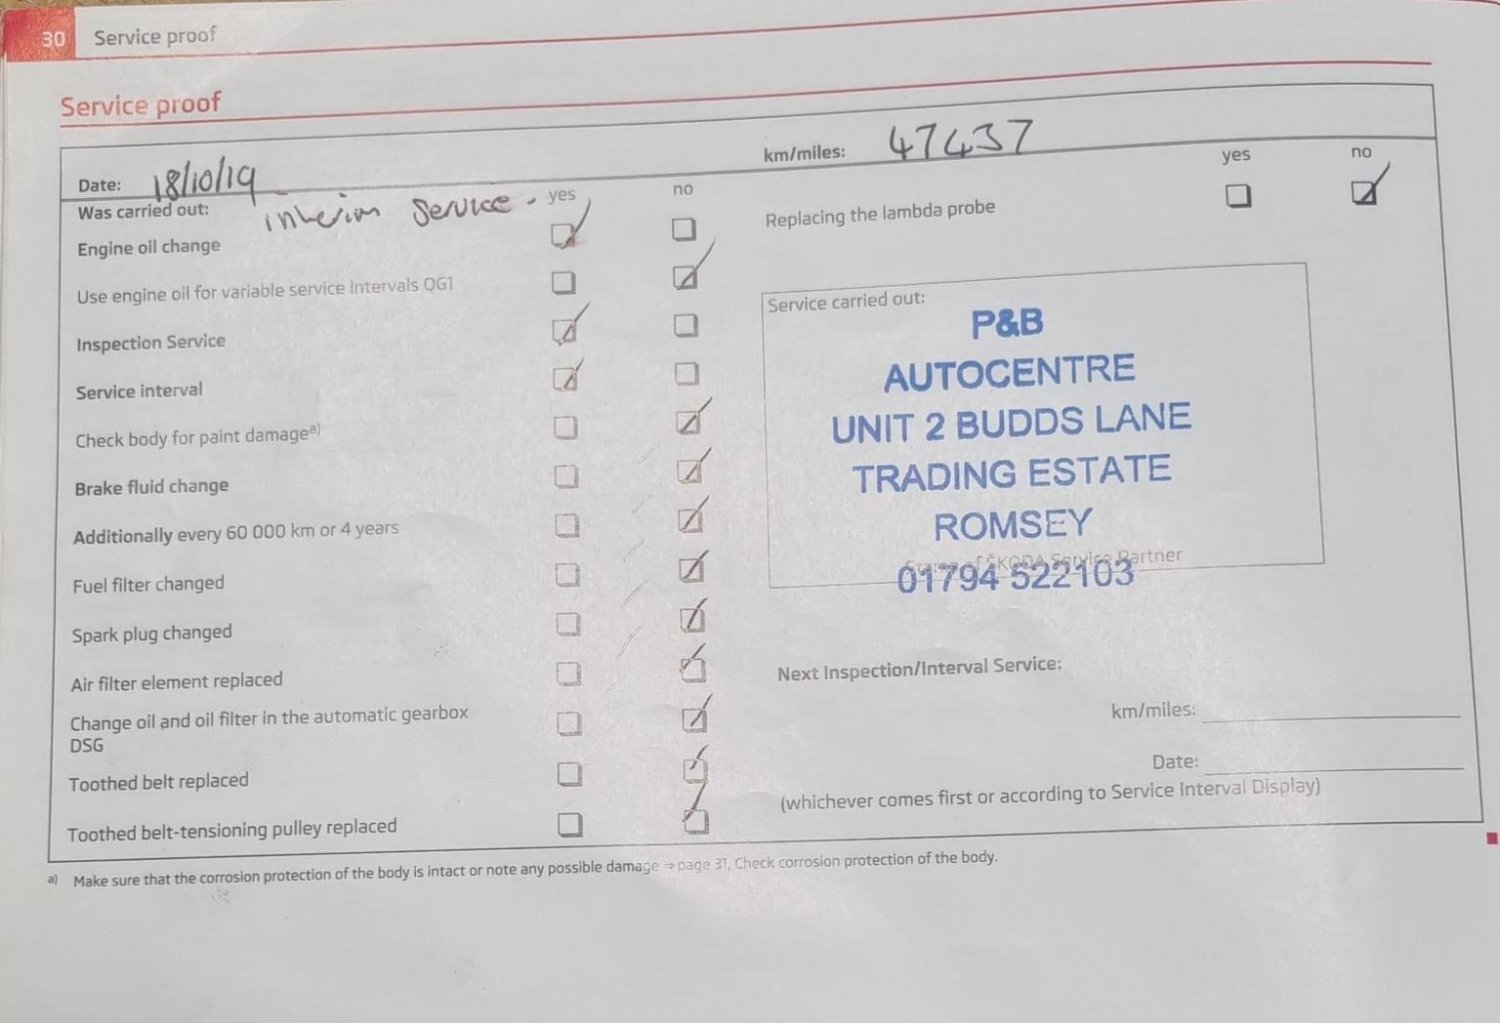 30 Service proof
Service proof
Date: 18/10/19
km/miles: 47437
Was carried out: interim service - yes no
Engine oil change
Use engine oil for variable service intervals QG1
Inspection Service
Service interval
Check body for paint damagea)
Brake fluid change
Additionally every 60 000 km or 4 years
Fuel filter changed
Spark plug changed
Air filter element replaced
Change oil and oil filter in the automatic gearbox
DSG
Toothed belt replaced
Toothed belt-tensioning pulley replaced
yes no
Replacing the lambda probe
Service carried out:
P&B
AUTOCENTRE
UNIT 2 BUDDS LANE
TRADING ESTATE
ROMSEY
Stamp of ŠKODA Service Partner
01794 522103
Next Inspection/Interval Service:
km/miles:
Date:
(whichever comes first or according to Service Interval Display)
a) Make sure that the corrosion protection of the body is intact or note any possible damage → page 31, Check corrosion protection of the body.